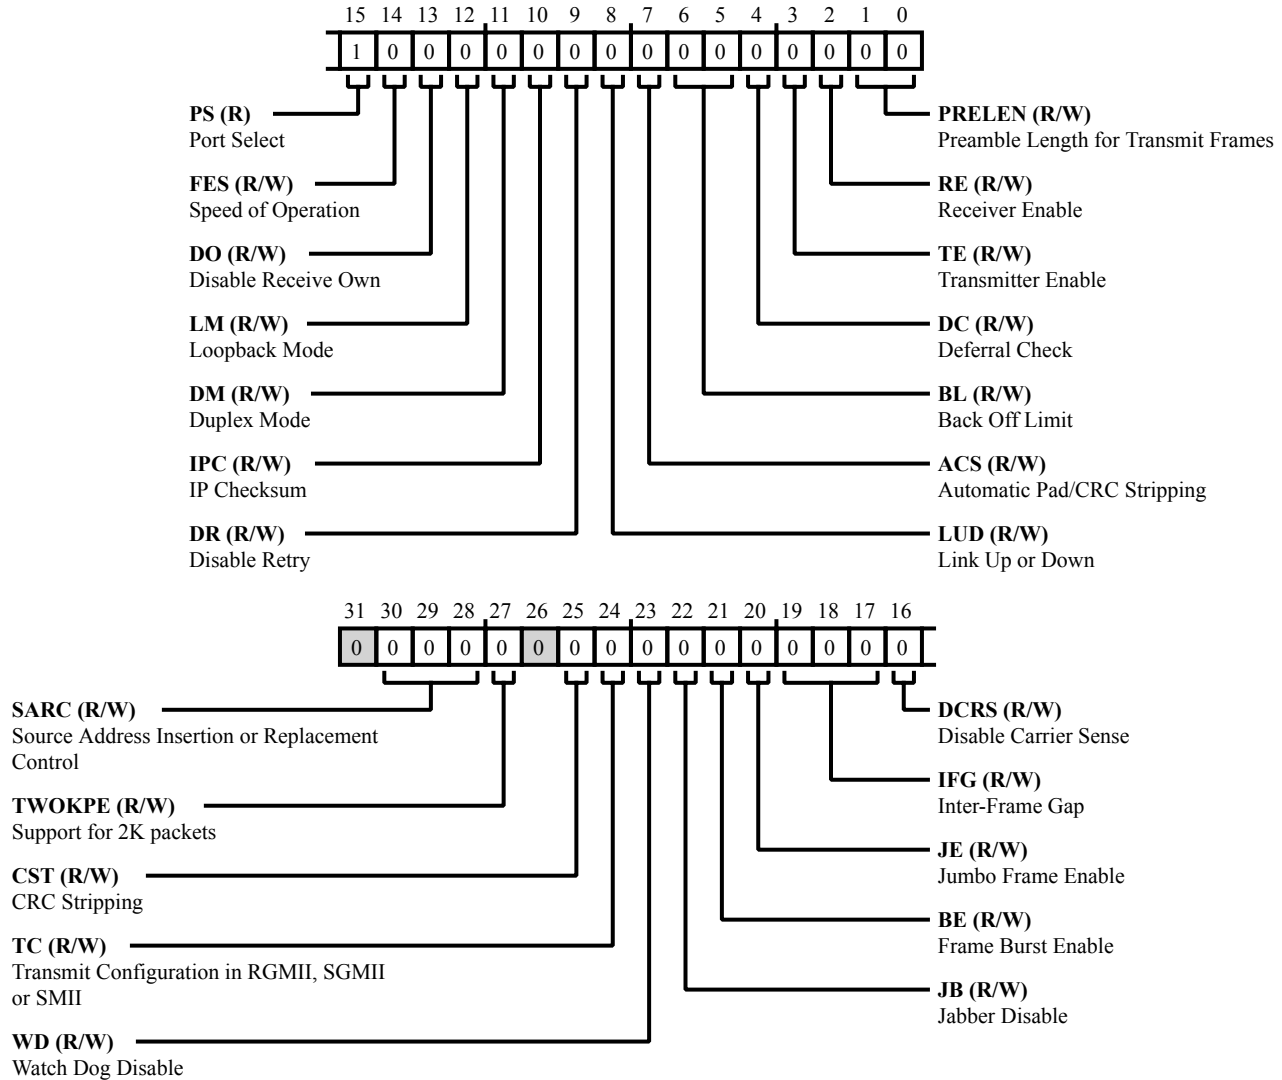 15 14 13 12 11 10 9 8 7 6 5 4 3 2 1 0
1 0 0 0 0 0 0 0 0 0 0 0 0 0 0 0
PS (R)
Port Select
FES (R/W)
Speed of Operation
DO (R/W)
Disable Receive Own
LM (R/W)
Loopback Mode
DM (R/W)
Duplex Mode
IPC (R/W)
IP Checksum
DR (R/W)
Disable Retry
PRELEN (R/W)
Preamble Length for Transmit Frames
RE (R/W)
Receiver Enable
TE (R/W)
Transmitter Enable
DC (R/W)
Deferral Check
BL (R/W)
Back Off Limit
ACS (R/W)
Automatic Pad/CRC Stripping
LUD (R/W)
Link Up or Down
31 30 29 28 27 26 25 24 23 22 21 20 19 18 17 16
0 0 0 0 0 0 0 0 0 0 0 0 0 0 0 0
SARC (R/W)
Source Address Insertion or Replacement
Control
TWOKPE (R/W)
Support for 2K packets
CST (R/W)
CRC Stripping
TC (R/W)
Transmit Configuration in RGMII, SGMII
or SMII
WD (R/W)
Watch Dog Disable
DCRS (R/W)
Disable Carrier Sense
IFG (R/W)
Inter-Frame Gap
JE (R/W)
Jumbo Frame Enable
BE (R/W)
Frame Burst Enable
JB (R/W)
Jabber Disable